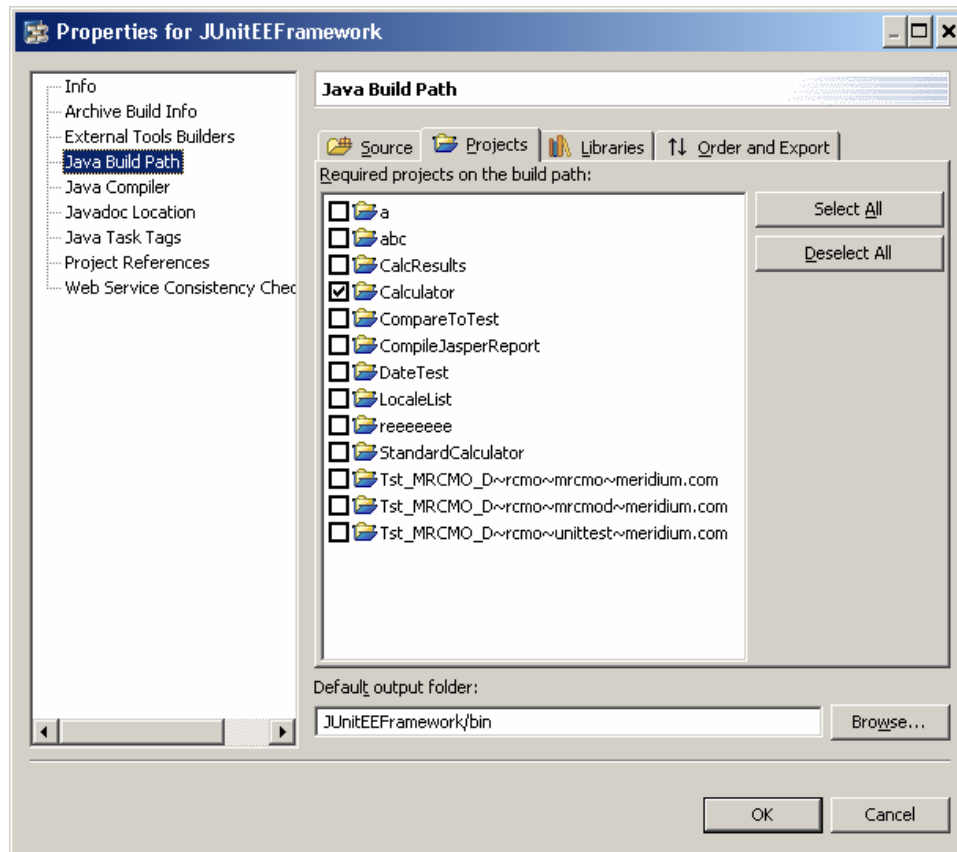 Properties for JUnitEEFramework
Info
Archive Build Info
External Tools Builders
Java Build Path
Java Compiler
Javadoc Location
Java Task Tags
Project References
Web Service Consistency Chec
Java Build Path
Source Projects Libraries Order and Export
Required projects on the build path:
a
abc
CalcResults
Calculator
CompareToTest
CompileJasperReport
DateTest
LocaleList
reeeeeee
StandardCalculator
Tst_MRCMO_D~rcmo~mrcmo~meridium.com
Tst_MRCMO_D~rcmo~mrcmod~meridium.com
Tst_MRCMO_D~rcmo~unittest~meridium.com
Select All
Deselect All
Default output folder:
JUnitEEFramework/bin
Browse...
OK
Cancel